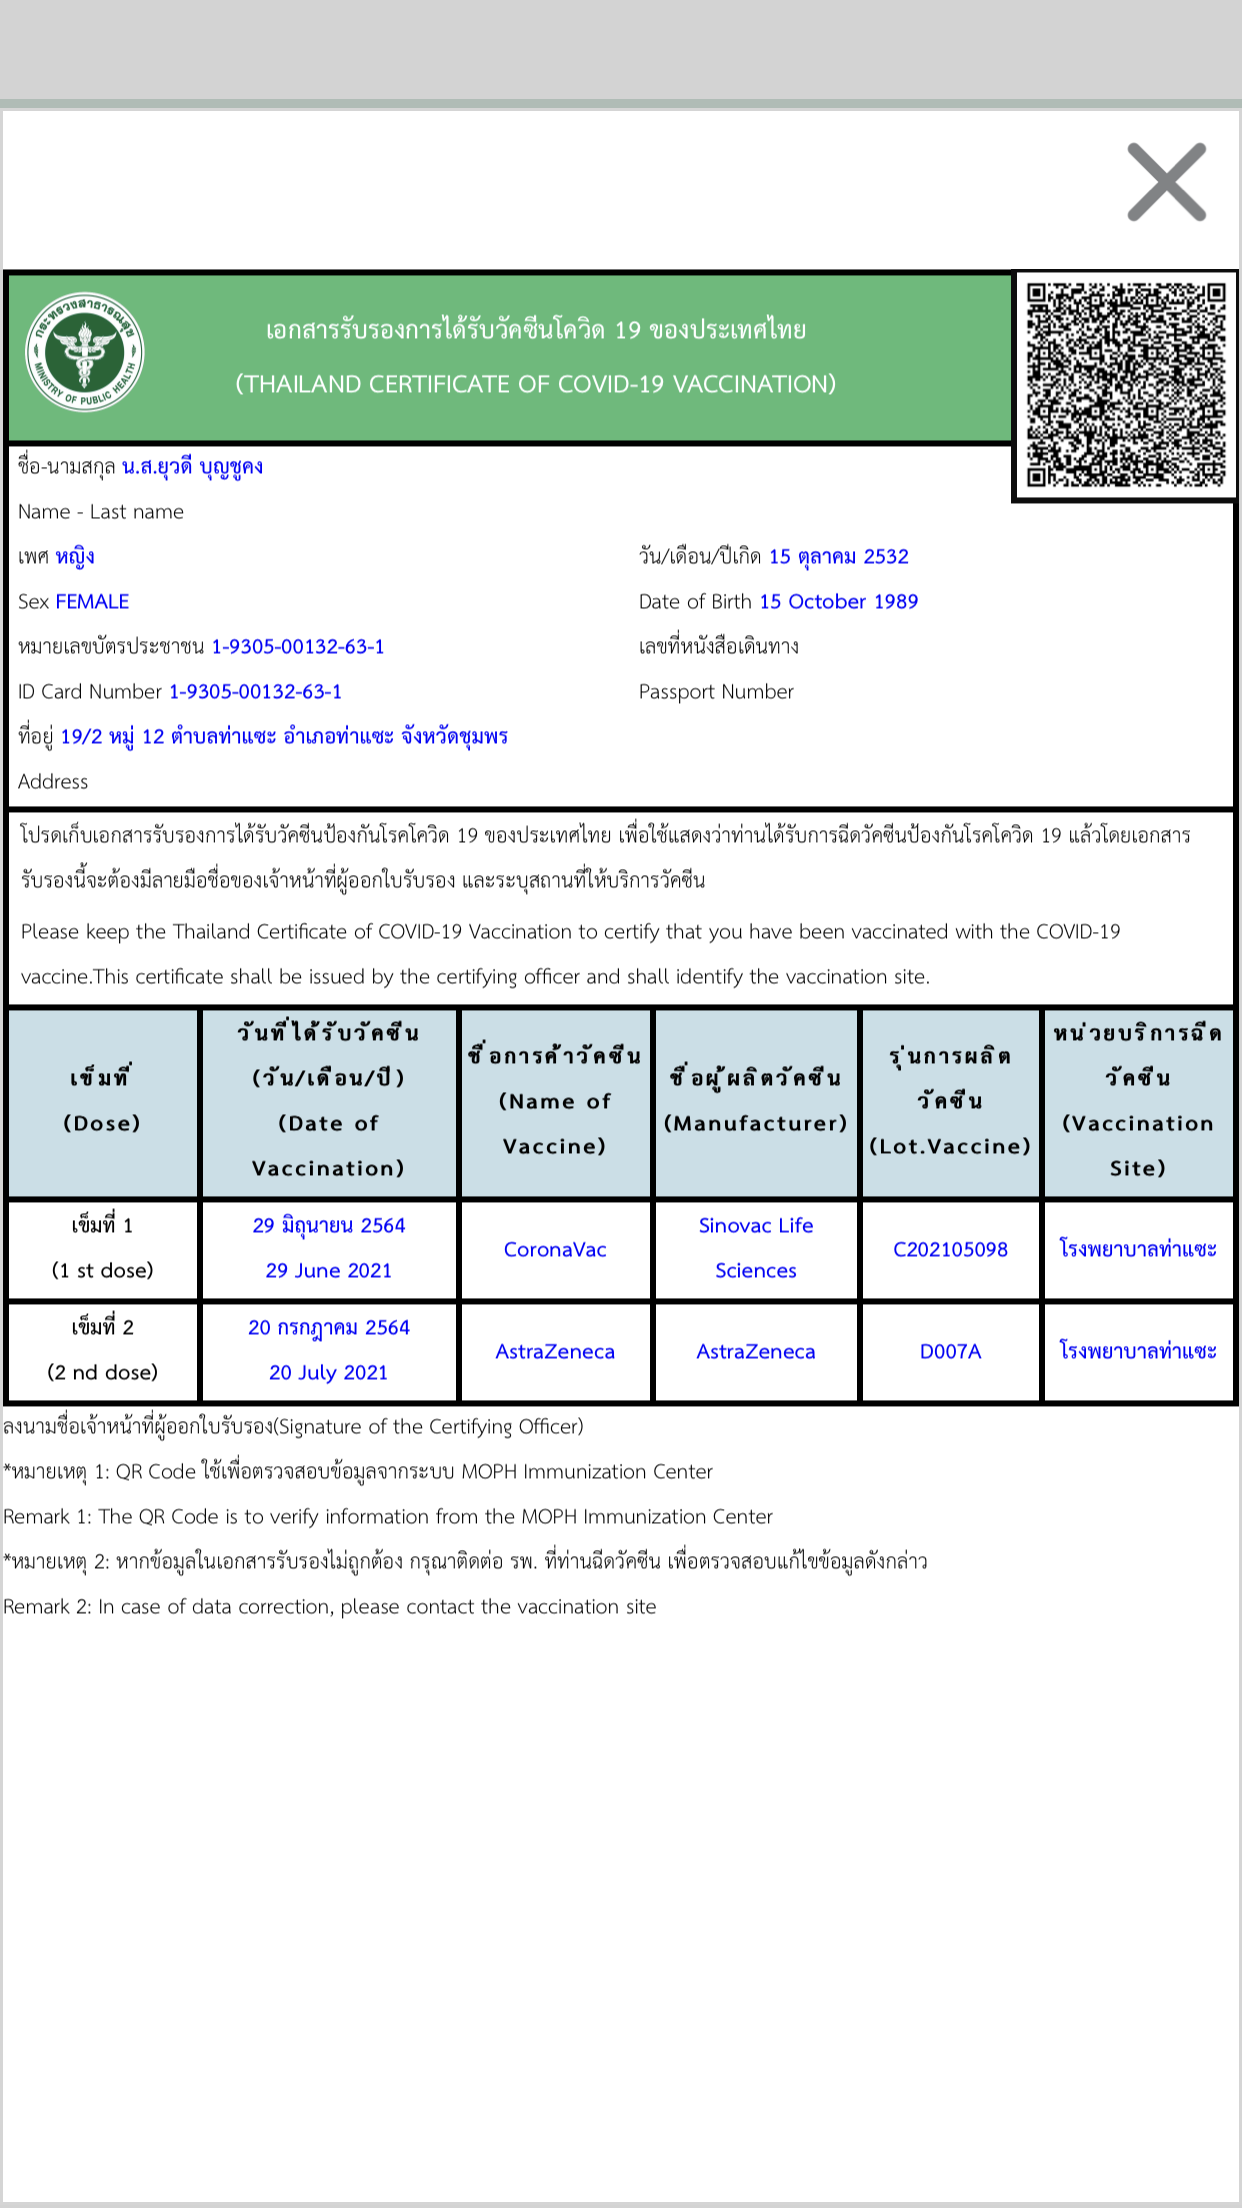 กระทรวงสาธารณสุข
MINISTRY OF PUBLIC HEALTH
เอกสารรับรองการได้รับวัคซีนโควิด 19 ของประเทศไทย
(THAILAND CERTIFICATE OF COVID-19 VACCINATION)
ชื่อ-นามสกุล น.ส.ยุวดี บุญชูคง
Name - Last name
เพศ หญิง
วัน/เดือน/ปีเกิด 15 ตุลาคม 2532
Sex FEMALE
Date of Birth 15 October 1989
หมายเลขบัตรประชาชน 1-9305-00132-63-1
เลขที่หนังสือเดินทาง
ID Card Number 1-9305-00132-63-1
Passport Number
ที่อยู่ 19/2 หมู่ 12 ตำบลท่าแซะ อำเภอท่าแซะ จังหวัดชุมพร
Address
โปรดเก็บเอกสารรับรองการได้รับวัคซีนป้องกันโรคโควิด 19 ของประเทศไทย เพื่อใช้แสดงว่าท่านได้รับการฉีดวัคซีนป้องกันโรคโควิด 19 แล้วโดยเอกสาร
รับรองนี้จะต้องมีลายมือชื่อของเจ้าหน้าที่ผู้ออกใบรับรอง และระบุสถานที่ให้บริการวัคซีน
Please keep the Thailand Certificate of COVID-19 Vaccination to certify that you have been vaccinated with the COVID-19
vaccine.This certificate shall be issued by the certifying officer and shall identify the vaccination site.
เข็มที่
(Dose)
วันที่ได้รับวัคซีน
(วัน/เดือน/ปี)
(Date of
Vaccination)
ชื่อการค้าวัคซีน
(Name of
Vaccine)
ชื่อผู้ผลิตวัคซีน
(Manufacturer)
รุ่นการผลิต
วัคซีน
(Lot.Vaccine)
หน่วยบริการฉีด
วัคซีน
(Vaccination
Site)
เข็มที่ 1
(1 st dose)
29 มิถุนายน 2564
29 June 2021
CoronaVac
Sinovac Life
Sciences
C202105098
โรงพยาบาลท่าแซะ
เข็มที่ 2
(2 nd dose)
20 กรกฎาคม 2564
20 July 2021
AstraZeneca
AstraZeneca
D007A
โรงพยาบาลท่าแซะ
ลงนามชื่อเจ้าหน้าที่ผู้ออกใบรับรอง(Signature of the Certifying Officer)
*หมายเหตุ 1: QR Code ใช้เพื่อตรวจสอบข้อมูลจากระบบ MOPH Immunization Center
Remark 1: The QR Code is to verify information from the MOPH Immunization Center
*หมายเหตุ 2: หากข้อมูลในเอกสารรับรองไม่ถูกต้อง กรุณาติดต่อ รพ. ที่ท่านฉีดวัคซีน เพื่อตรวจสอบแก้ไขข้อมูลดังกล่าว
Remark 2: In case of data correction, please contact the vaccination site